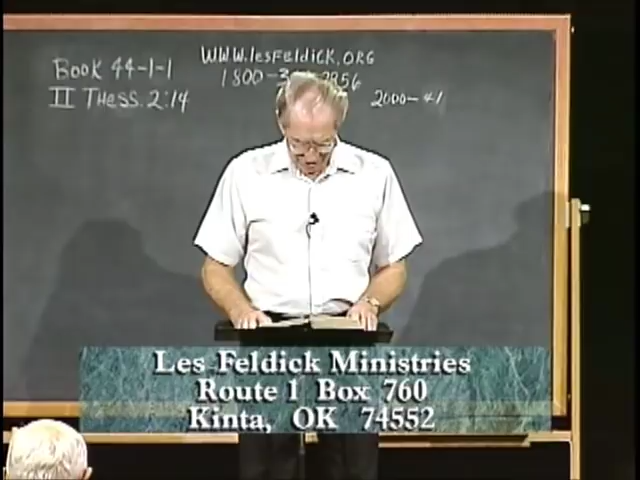 Book 44-1-1
II Thess. 2:14
WWW.lesFeldick.ORG
1800-
2000-41
Les Feldick Ministries
Route 1 Box 760
Kinta, OK 74552